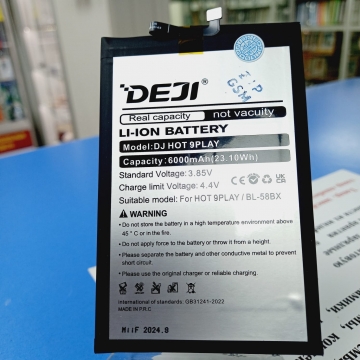 GSM
DEJI®
Real capacity not vacuity
LI-ION BATTERY
Model:DJ HOT 9PLAY
Capacity:6000mAh(23.10Wh)
Standard Voltage: 3.85V
Charge limit Voltage: 4.4V
Suitable model: For HOT 9PLAY / BL-58BX
WARNING
• Do not store the battery in a high temperature environment above
45 ° C or in the fire.
• Do not apply force to the battery or throw it from a height.
• Please separate the battery and other conductive metal to prevent
short circuit.
• Please use the original charger or reliable charging.
International of standards: GB31241-2022
MADE IN P.R.C
MiiF 2024.0